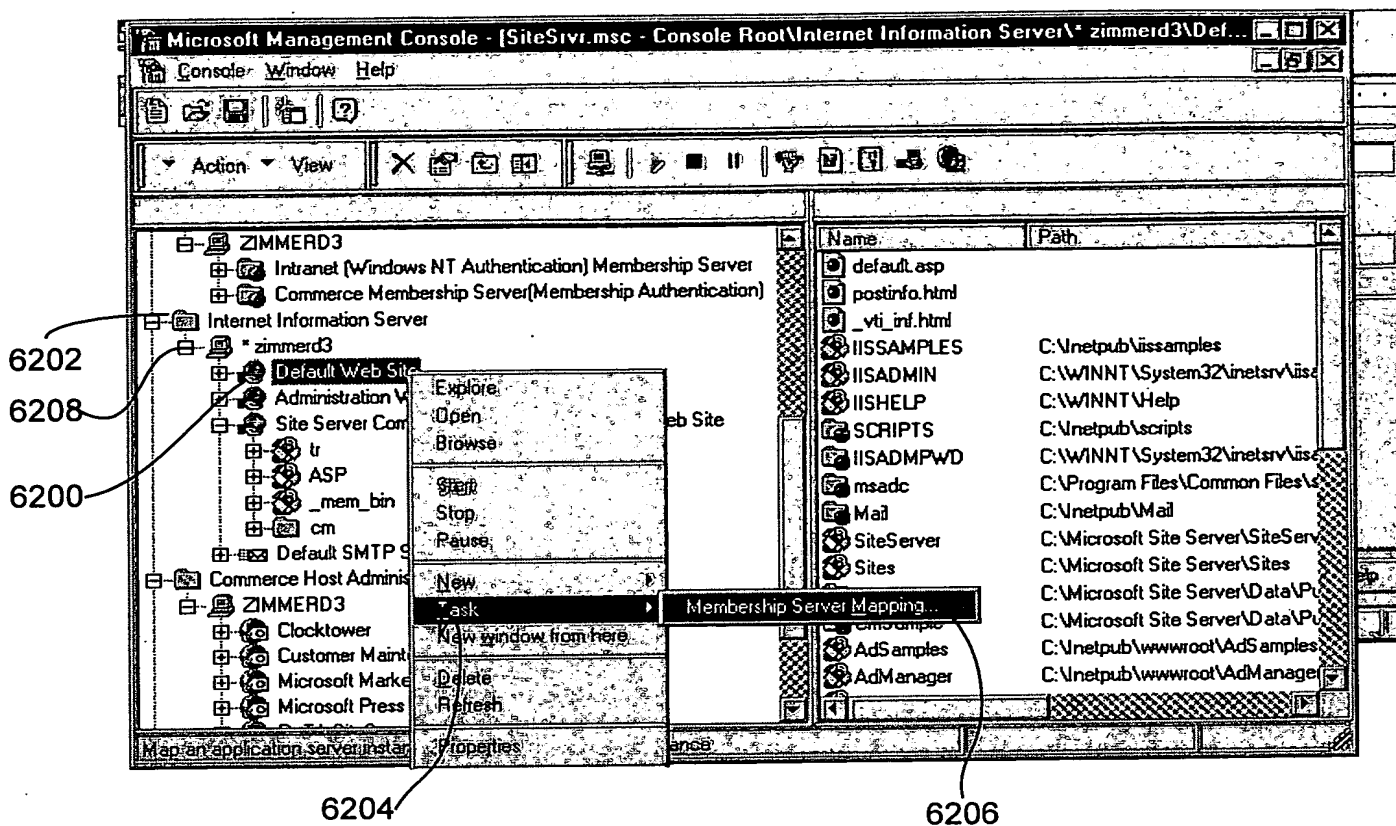 Microsoft Management Console - [SiteSrvr.msc - Console Root\Internet Information Server\* zimmerd3\Def...
Console Window Help
Action View
ZIMMERD3
Intranet (Windows NT Authentication) Membership Server
Commerce Membership Server(Membership Authentication)
Internet Information Server
* zimmerd3
Default Web Site
Administration W
Site Server Com
eb Site
tr
ASP
_mem_bin
cm
Default SMTP S
Commerce Host Adminis
ZIMMERD3
Clocktower
Customer Maint
Microsoft Marke
Microsoft Press
Explore
Open
Browse
Start
Stop
Pause
New
Task
New window from here
Delete
Refresh
Properties
Membership Server Mapping...
Name Path
default.asp
postinfo.html
_vti_inf.html
IISSAMPLES C:\Inetpub\iissamples
IISADMIN C:\WINNT\System32\inetsrv\iisa
IISHELP C:\WINNT\Help
SCRIPTS C:\Inetpub\scripts
IISADMPWD C:\WINNT\System32\inetsrv\iisa
msadc C:\Program Files\Common Files\s
Mail C:\Inetpub\Mail
SiteServer C:\Microsoft Site Server\SiteServ
Sites C:\Microsoft Site Server\Sites
C:\Microsoft Site Server\Data\Pu
C:\Microsoft Site Server\Data\Pu
AdSamples C:\Inetpub\wwwroot\AdSamples
AdManager C:\Inetpub\wwwroot\AdManager
Map an application server instan
ance
6202
6208
6200
6204
6206